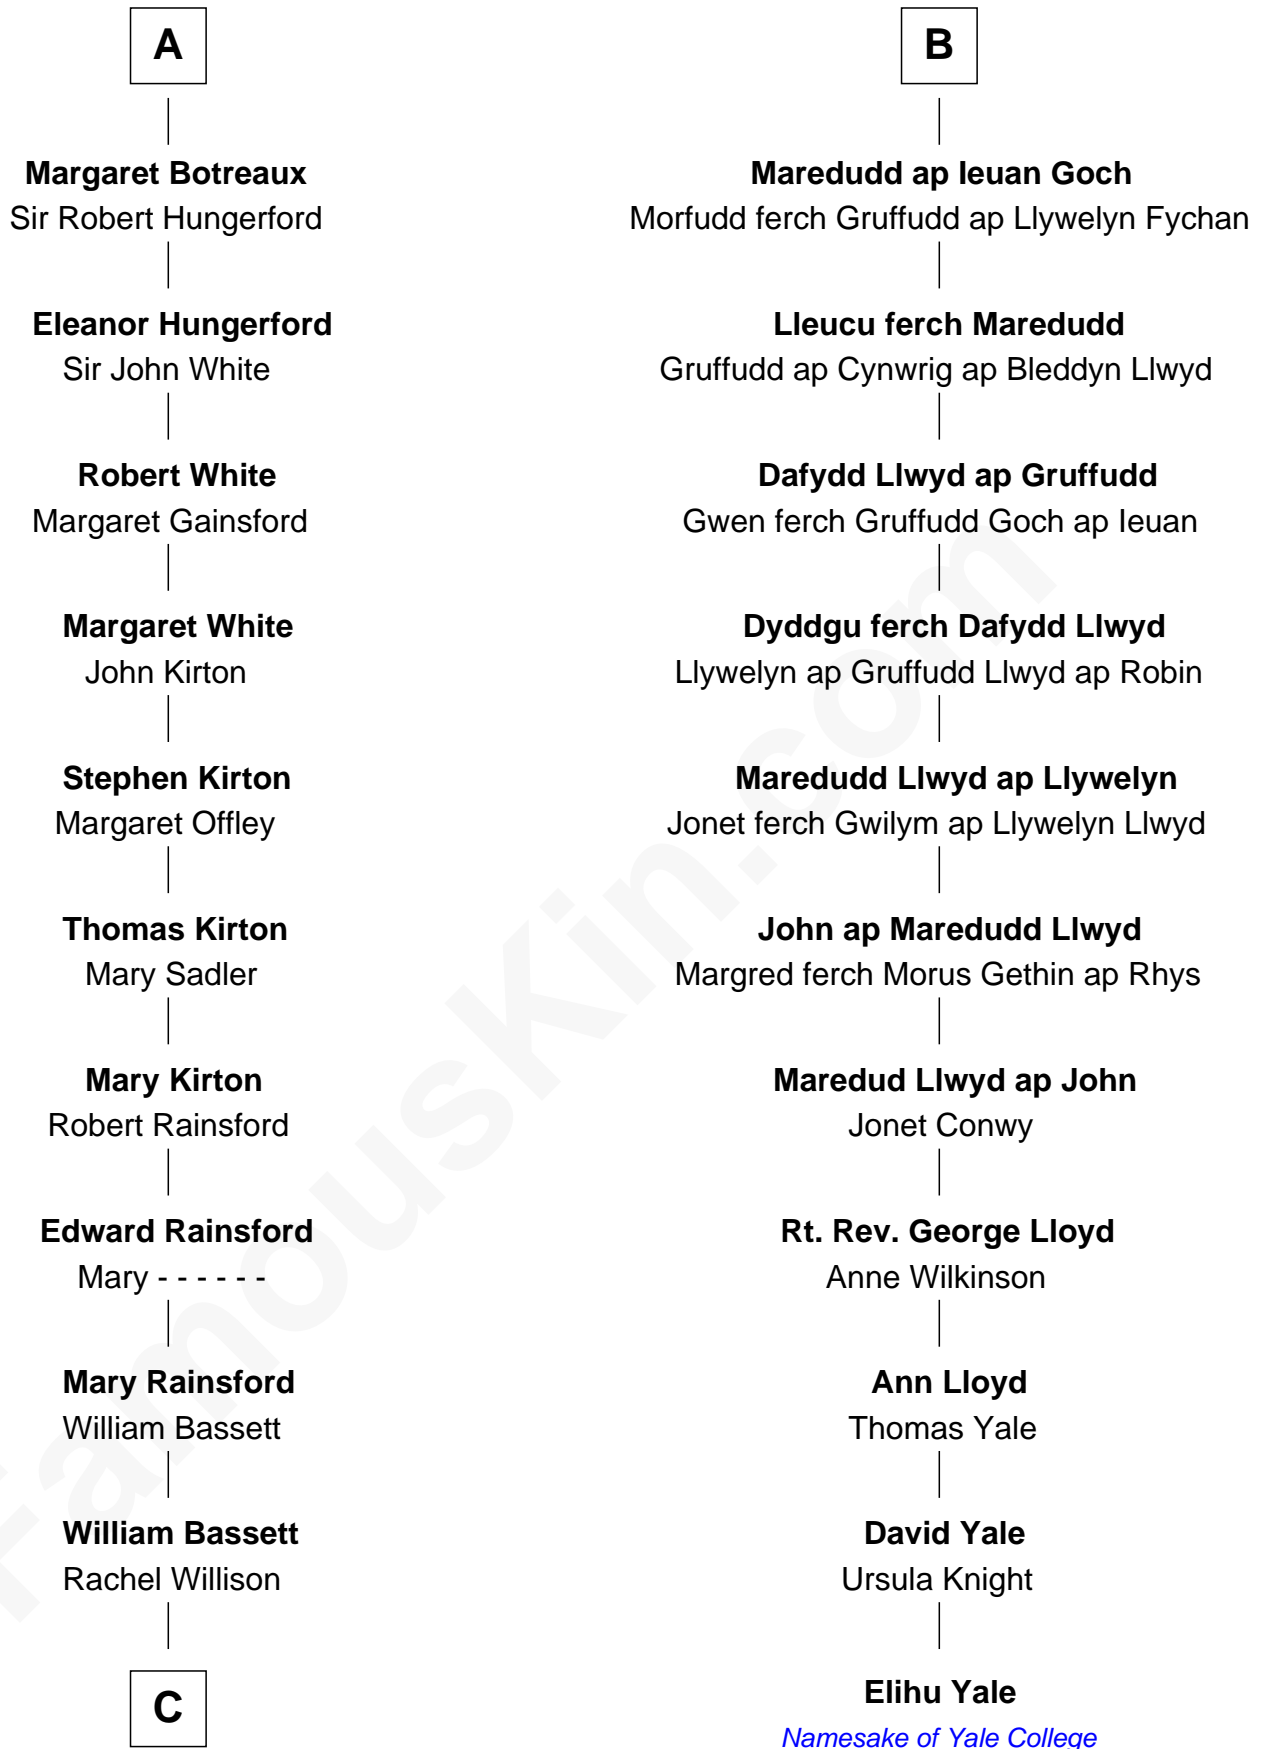 A
Margaret Botreaux
Sir Robert Hungerford
Eleanor Hungerford
Sir John White
Robert White
Margaret Gainsford
Margaret White
John Kirton
Stephen Kirton
Margaret Offley
Thomas Kirton
Mary Sadler
Mary Kirton
Robert Rainsford
Edward Rainsford
Mary - - - - - -
Mary Rainsford
William Bassett
William Bassett
Rachel Willison
C
B
Maredudd ap Ieuan Goch
Morfudd ferch Gruffudd ap Llywelyn Fychan
Lleucu ferch Maredudd
Gruffudd ap Cynwrig ap Bleddyn Llwyd
Dafydd Llwyd ap Gruffudd
Gwen ferch Gruffudd Goch ap Ieuan
Dyddgu ferch Dafydd Llwyd
Llywelyn ap Gruffudd Llwyd ap Robin
Maredudd Llwyd ap Llywelyn
Jonet ferch Gwilym ap Llywelyn Llwyd
John ap Maredudd Llwyd
Margred ferch Morus Gethin ap Rhys
Maredud Llwyd ap John
Jonet Conwy
Rt. Rev. George Lloyd
Anne Wilkinson
Ann Lloyd
Thomas Yale
David Yale
Ursula Knight
Elihu Yale
Namesake of Yale College
FamousKin.com